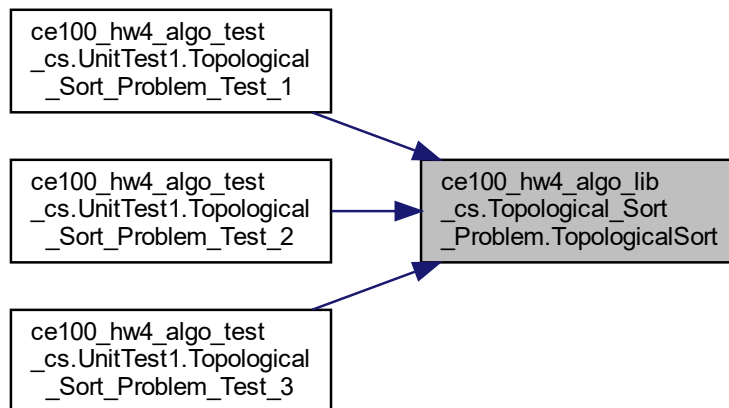 ce100_hw4_algo_test
_cs.UnitTest1.Topological
_Sort_Problem_Test_1
ce100_hw4_algo_test
_cs.UnitTest1.Topological
_Sort_Problem_Test_2
ce100_hw4_algo_test
_cs.UnitTest1.Topological
_Sort_Problem_Test_3
ce100_hw4_algo_lib
_cs.Topological_Sort
_Problem.TopologicalSort